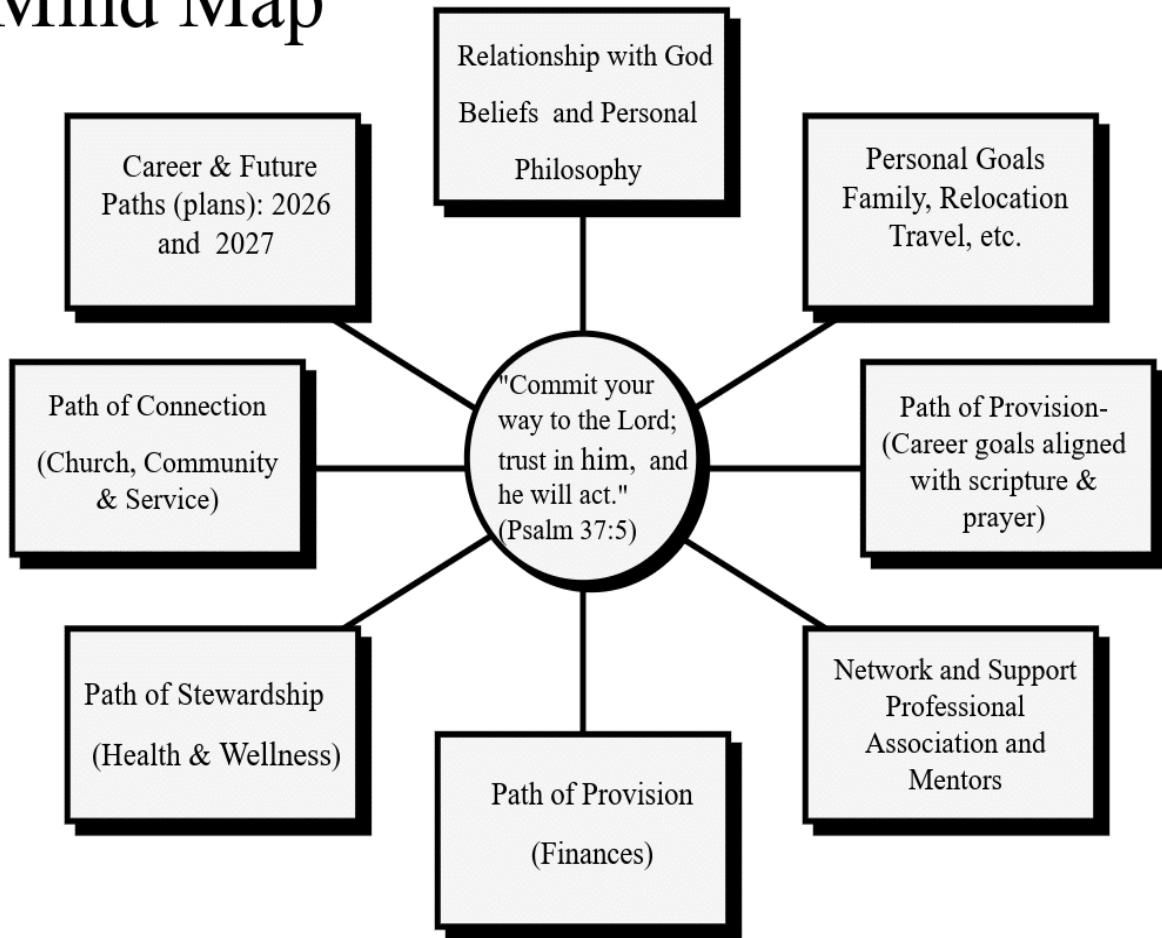 Mind Map
Relationship with God
Beliefs and Personal
Philosophy
Career & Future
Paths (plans): 2026
and 2027
Personal Goals
Family, Relocation
Travel, etc.
Path of Connection
(Church, Community
& Service)
"Commit your
way to the Lord;
trust in him, and
he will act."
(Psalm 37:5)
Path of Provision-
(Career goals aligned
with scripture &
prayer)
Path of Stewardship
(Health & Wellness)
Path of Provision
(Finances)
Network and Support
Professional
Association and
Mentors